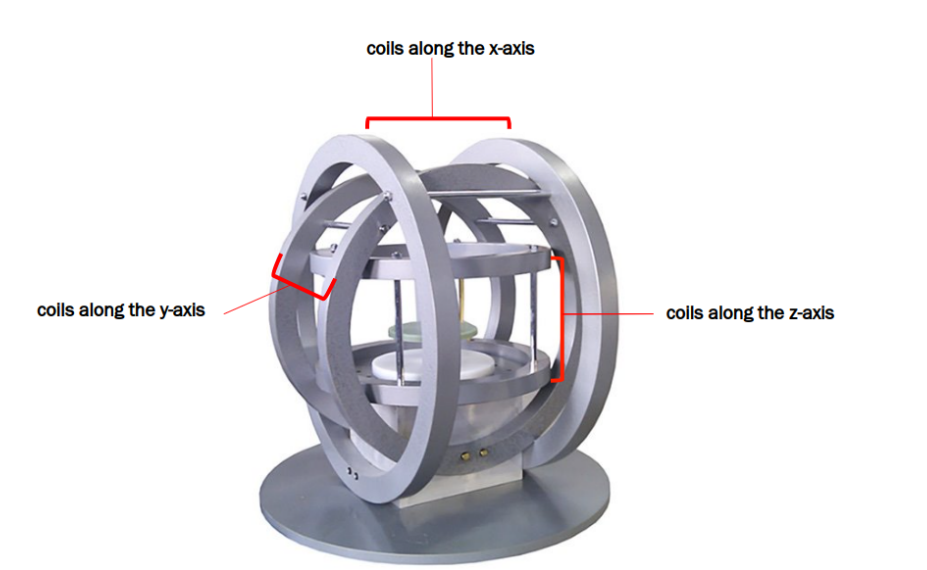 coils along the x-axis
coils along the y-axis
coils along the z-axis